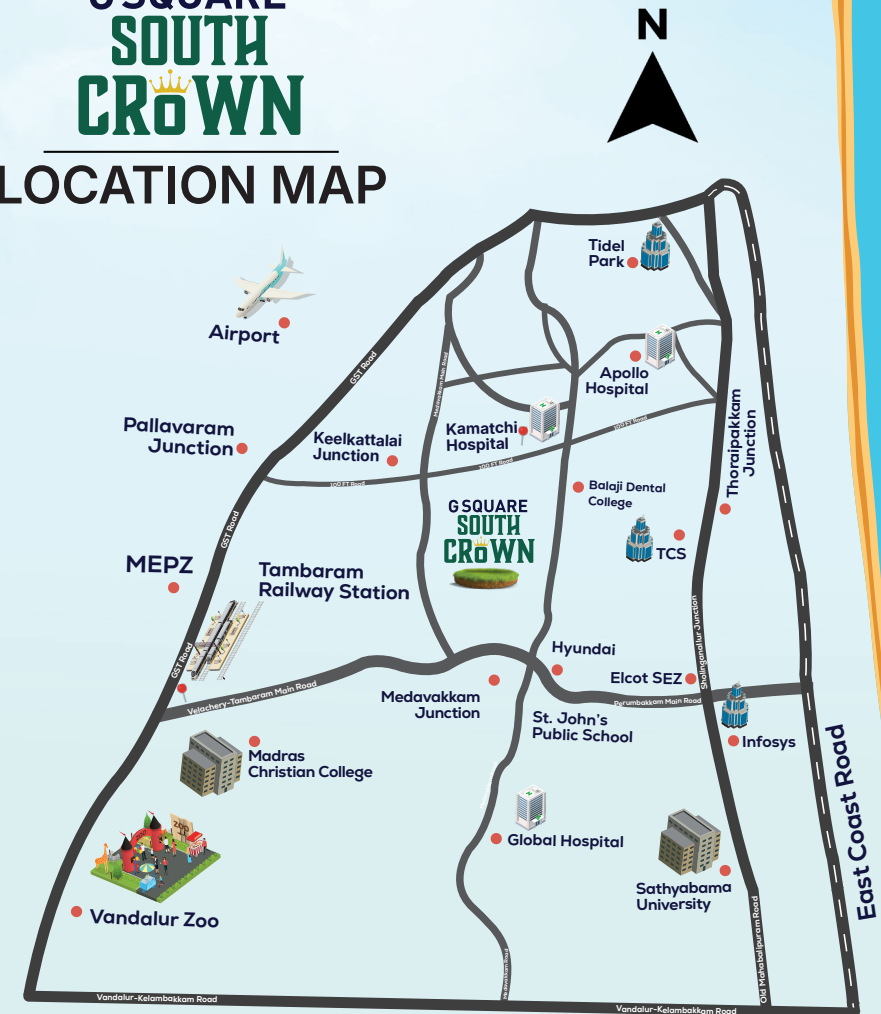 G SQUARE
SOUTH
CROWN
LOCATION MAP
N
Tidel
Park
Airport
GST Road
Medavakkam Main Road
Apollo
Hospital
Pallavaram
Junction
Keelkattalai
Junction
Kamatchi
Hospital
100 FT Road
100 FT Road
100 FT Road
Thoraipakkam
Junction
Balaji Dental
College
G SQUARE
SOUTH
CROWN
GST Road
TCS
MEPZ
Tambaram
Railway Station
GST Road
Velachery-Tambaram Main Road
Hyundai
Elcot SEZ
Sholinganallur Junction
Medavakkam
Junction
Perumbakkam Main Road
St. John's
Public School
Infosys
Madras
Christian College
East Coast Road
Global Hospital
Sathyabama
University
Vandalur Zoo
Medavakkam Road
Old Mahabalipuram Road
Vandalur-Kelambakkam Road
Vandalur-Kelambakkam Road